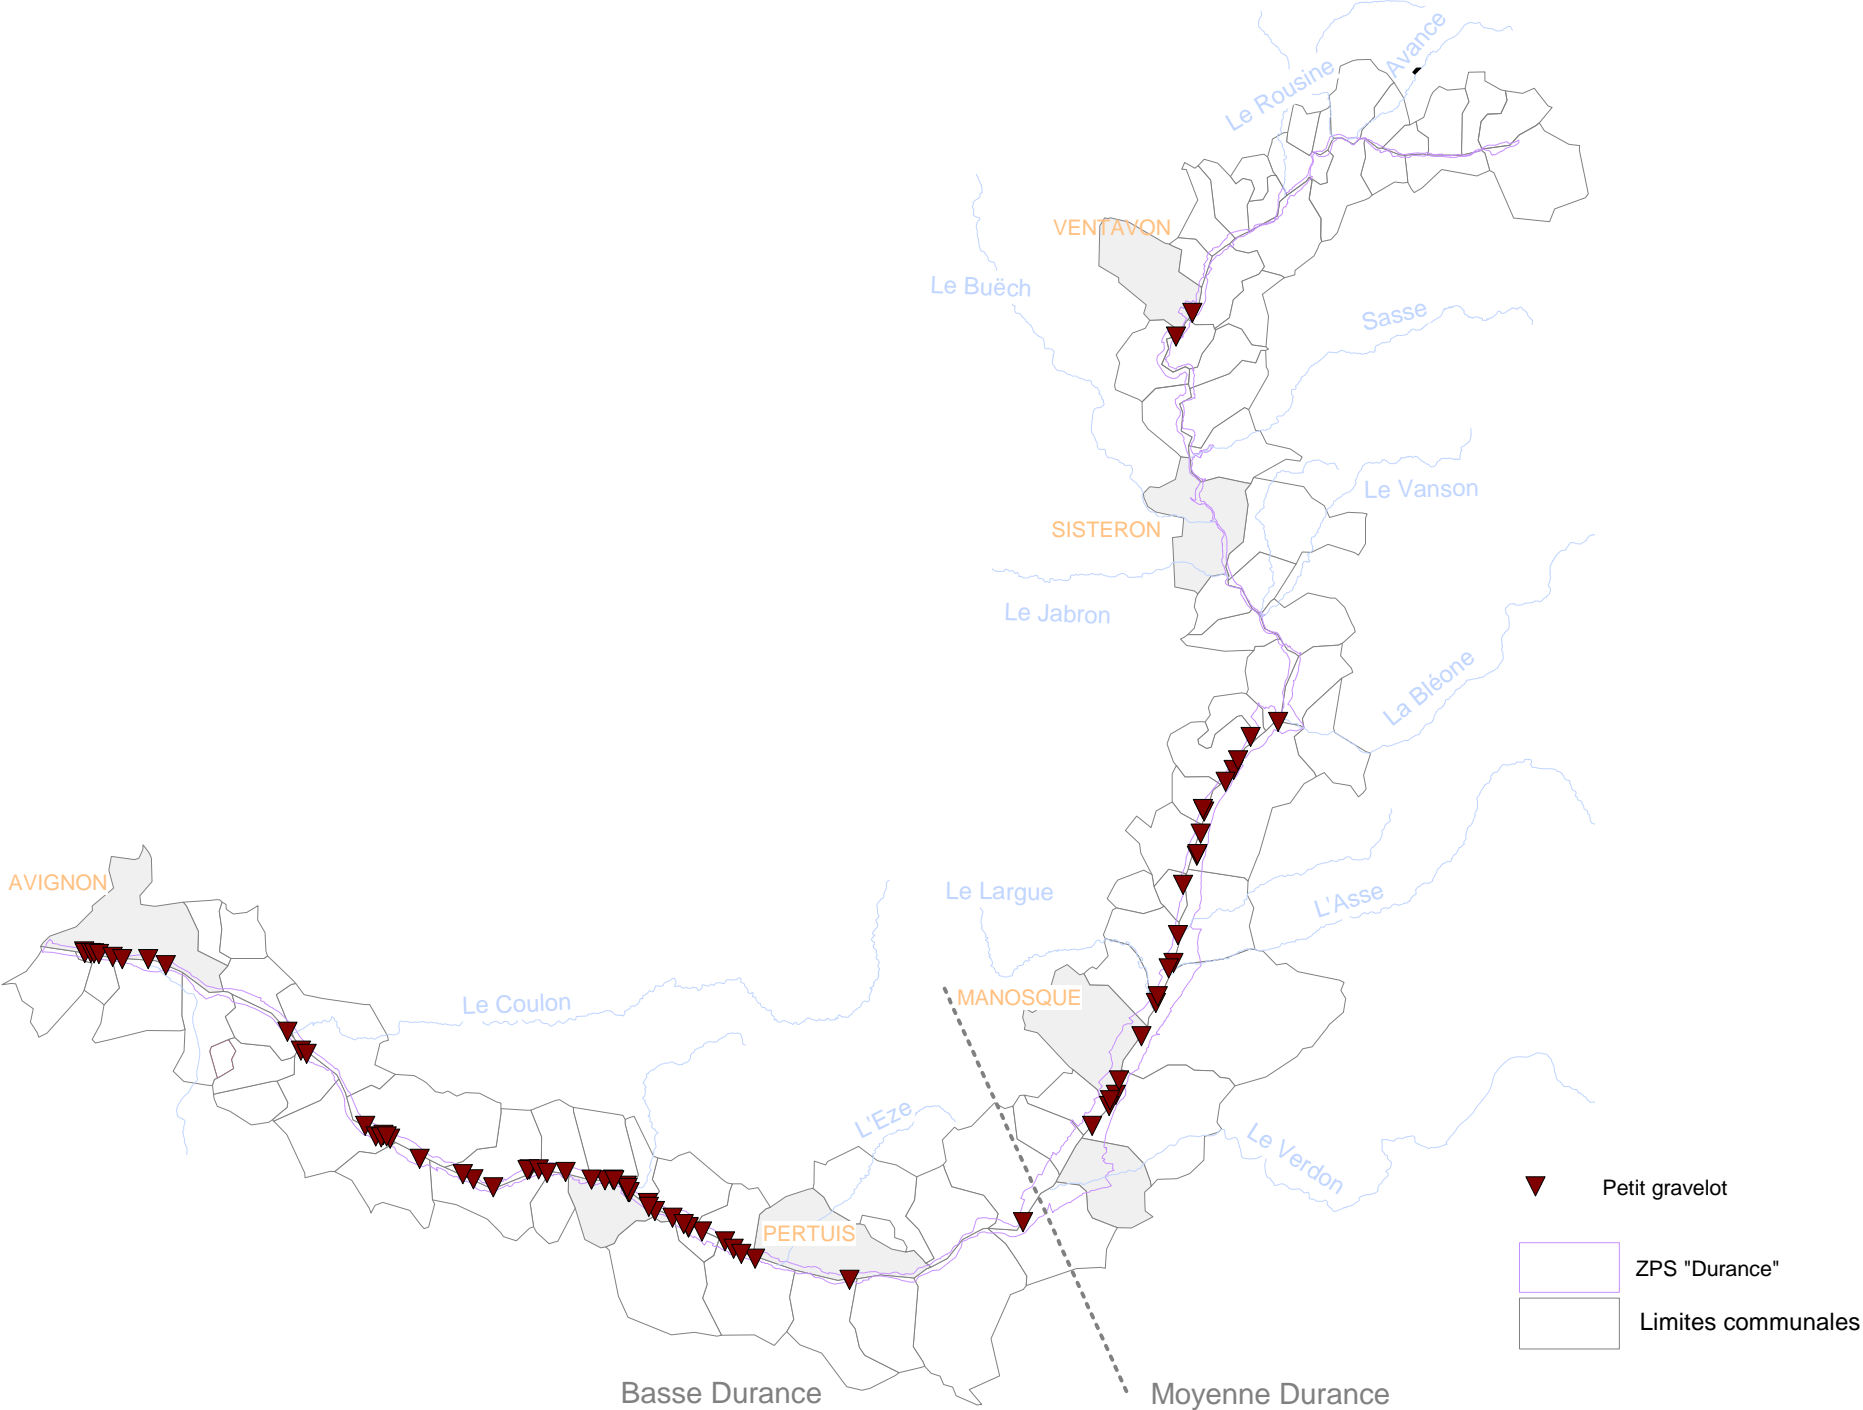 Avance
Le Rousine
VENTAVON
Le Buëch
Sasse
Le Vanson
SISTERON
Le Jabron
La Bléone
AVIGNON
Le Largue
L'Asse
MANOSQUE
Le Coulon
L'Eze
Le Verdon
Petit gravelot
PERTUIS
ZPS "Durance"
Limites communales
Basse Durance
Moyenne Durance